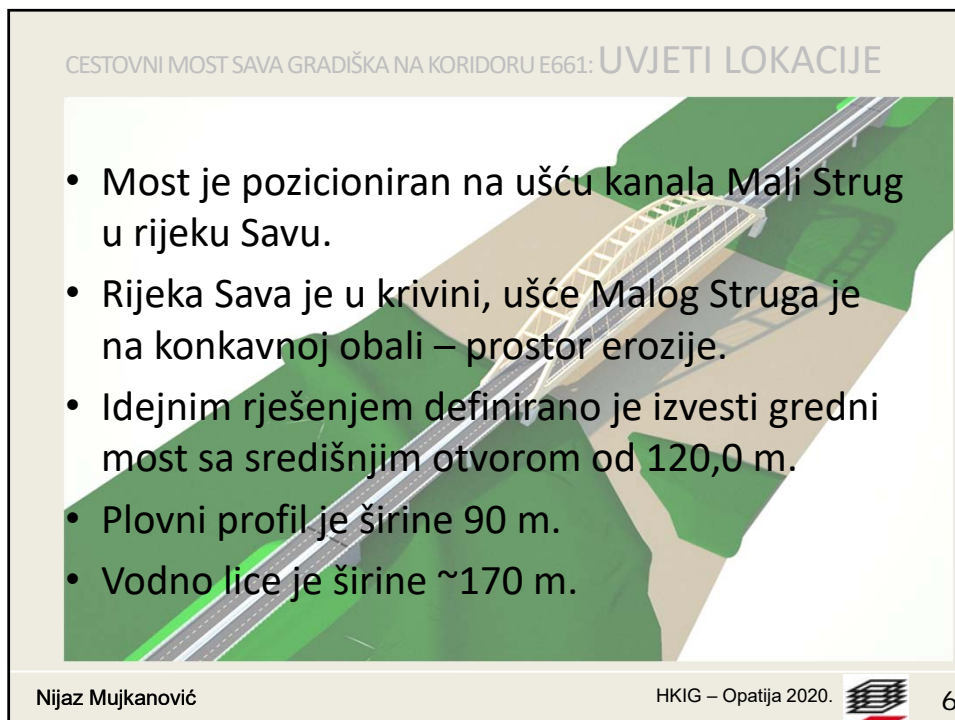 CESTOVNI MOST SAVA GRADIŠKA NA KORIDORU E661: UVJETI LOKACIJE
• Most je pozicioniran na ušću kanala Mali Strug
u rijeku Savu.
• Rijeka Sava je u krivini, ušće Malog Struga je
na konkavnoj obali – prostor erozije.
• Idejnim rješenjem definirano je izvesti gredni
most sa središnjim otvorom od 120,0 m.
• Plovni profil je širine 90 m.
• Vodno lice je širine ~170 m.
Nijaz Mujkanović HKIG – Opatija 2020. 6